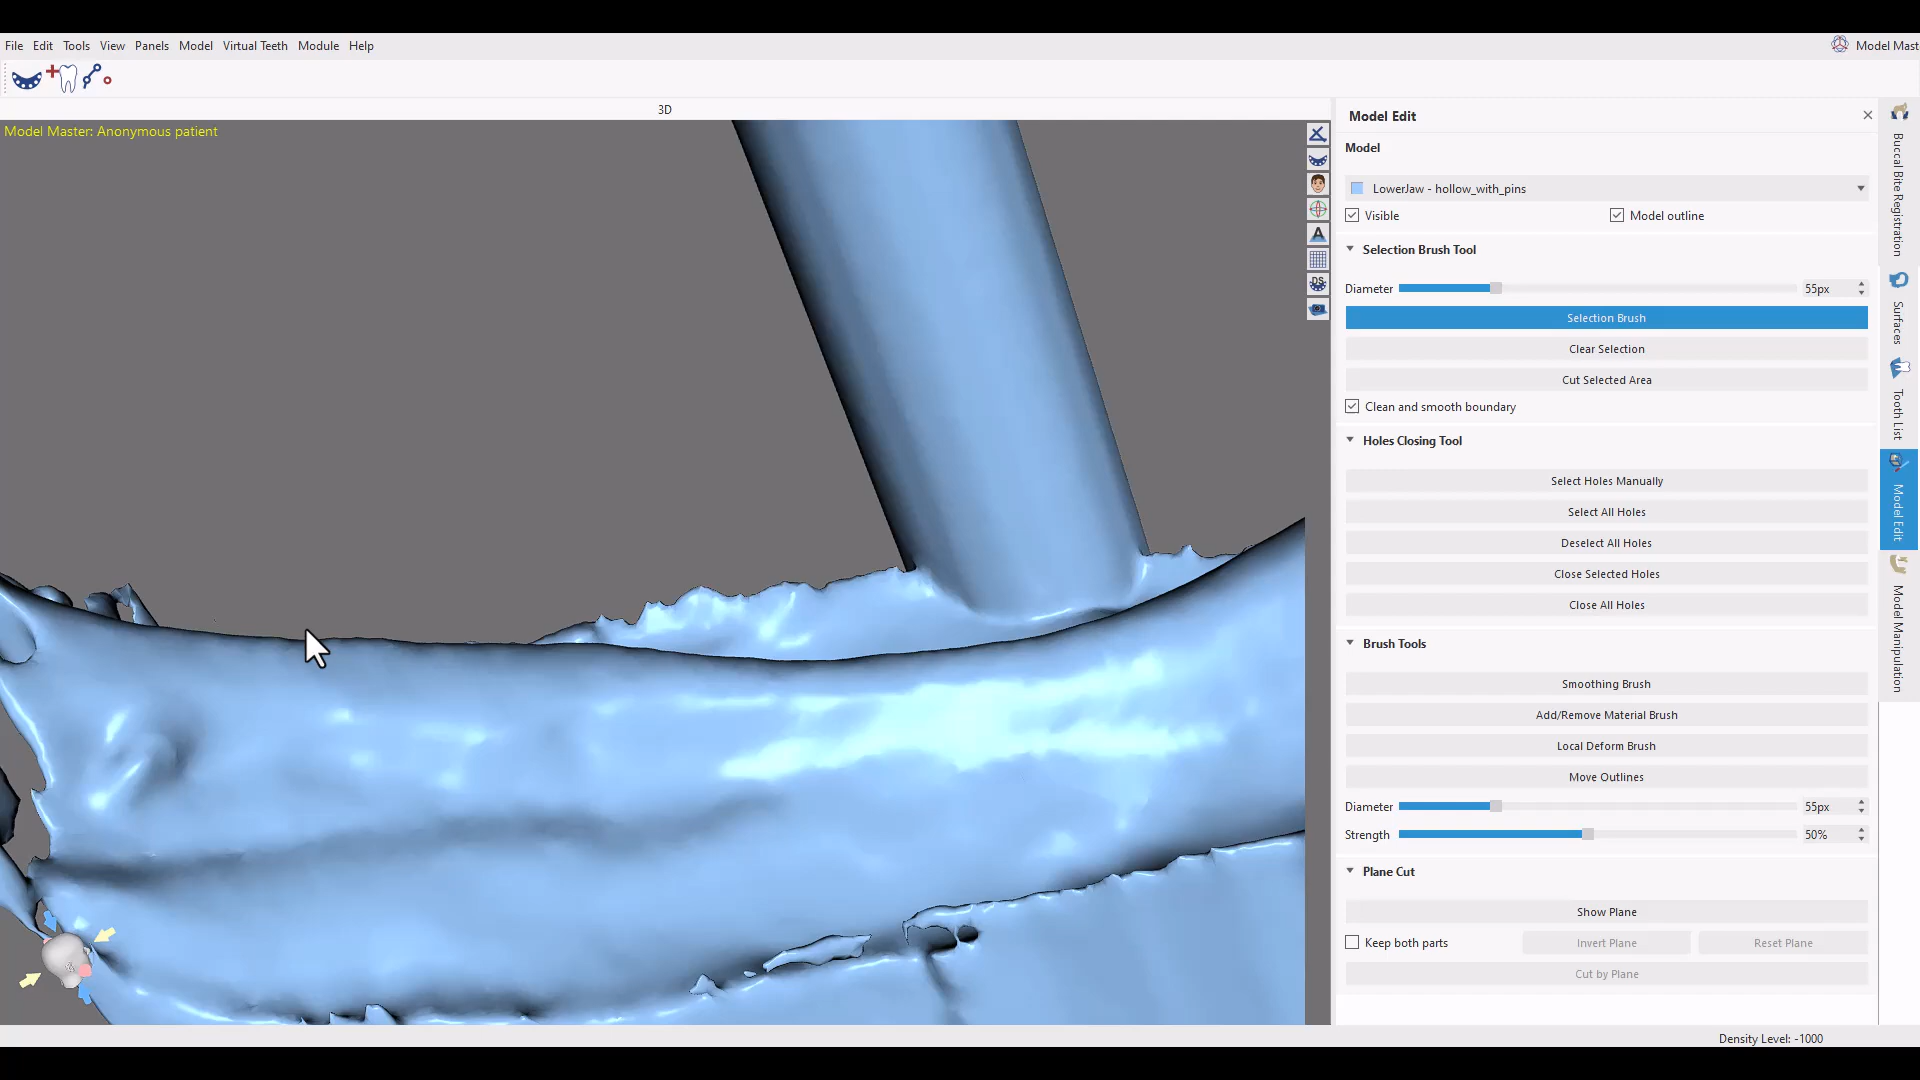 File Edit Tools View Panels Model Virtual Teeth Module Help
Model Mast
3D
Model Master: Anonymous patient
A
DS
Model Edit
Model
LowerJaw - hollow_with_pins
Visible
Model outline
Selection Brush Tool
Diameter 55px
Selection Brush
Clear Selection
Cut Selected Area
Clean and smooth boundary
Holes Closing Tool
Select Holes Manually
Select All Holes
Deselect All Holes
Close Selected Holes
Close All Holes
Brush Tools
Smoothing Brush
Add/Remove Material Brush
Local Deform Brush
Move Outlines
Diameter 55px
Strength 50%
Plane Cut
Show Plane
Keep both parts
Invert Plane
Reset Plane
Cut by Plane
Buccal Bite Registration
Surfaces
Tooth List
Model Edit
Model Manipulation
Density Level: -1000